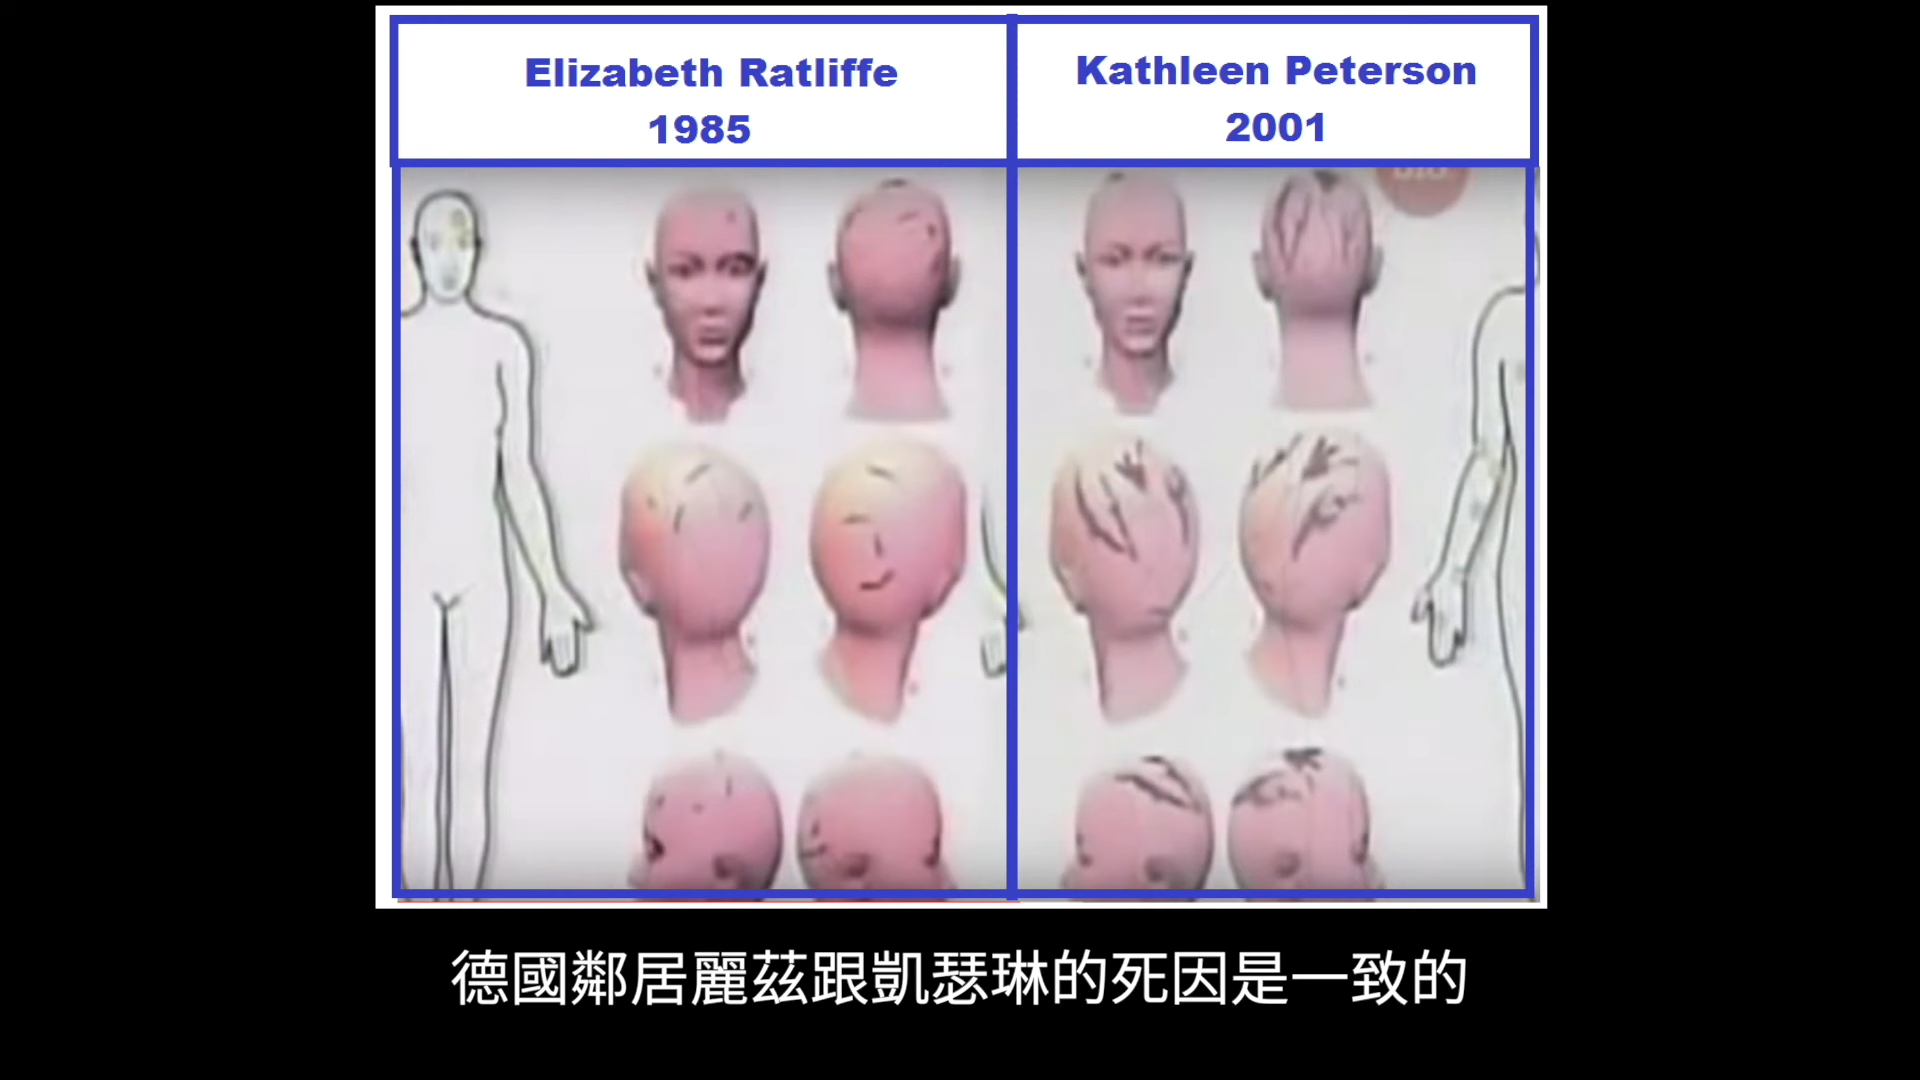 Elizabeth Ratliffe
1985
Kathleen Peterson
2001
BIO
德國鄰居麗茲跟凱瑟琳的死因是一致的